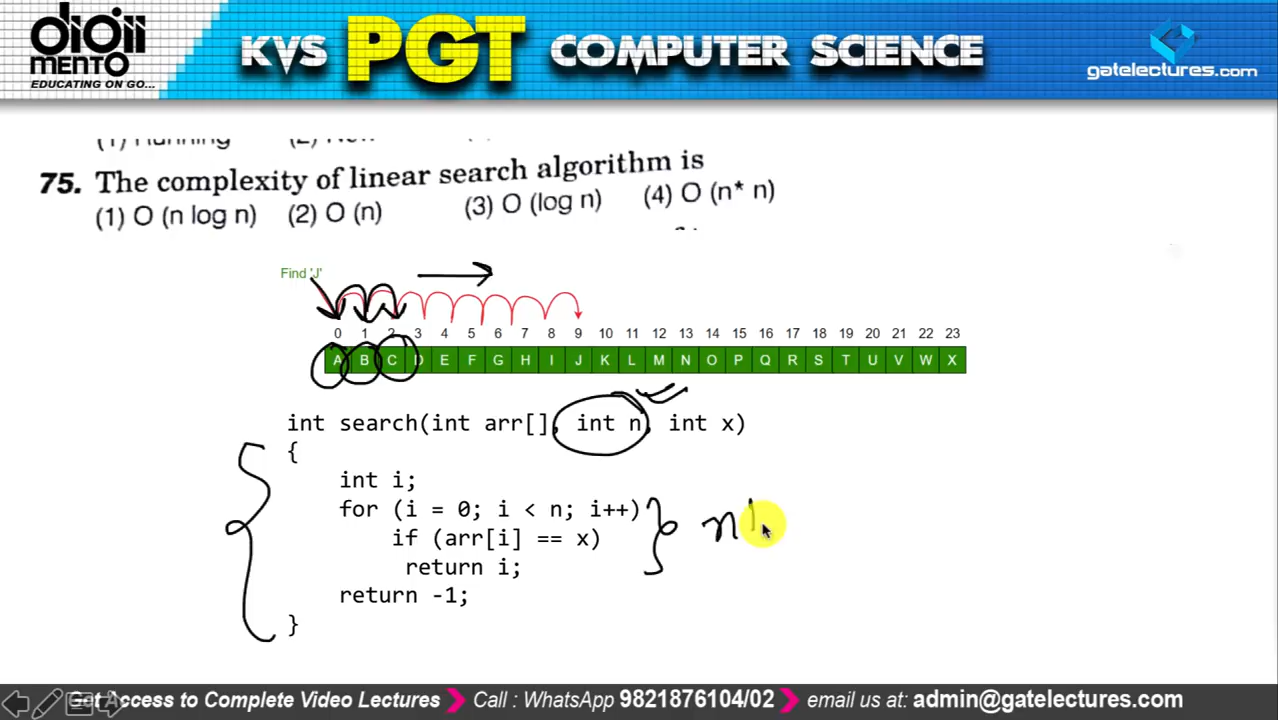 digii
MENTO
EDUCATING ON GO...
KVS PGT COMPUTER SCIENCE
gatelectures.com
(1) Running (2) New
75. The complexity of linear search algorithm is
(1) O (n log n) (2) O (n) (3) O (log n) (4) O (n* n)
Find 'J'
0 1 2 3 4 5 6 7 8 9 10 11 12 13 14 15 16 17 18 19 20 21 22 23
A B C D E F G H I J K L M N O P Q R S T U V W X
int search(int arr[], int n, int x)
{
int i;
for (i = 0; i < n; i++)
if (arr[i] == x)
return i;
return -1;
}
n
Get Access to Complete Video Lectures Call : WhatsApp 9821876104/02 email us at: admin@gatelectures.com